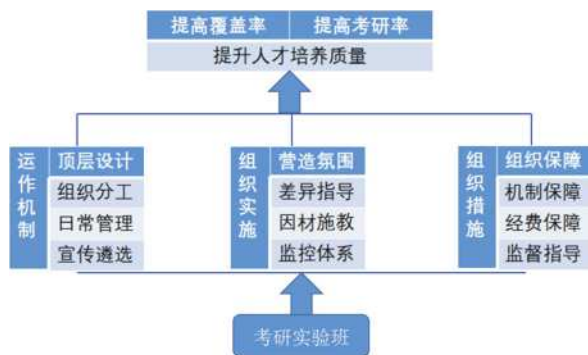 提高覆盖率 提高考研率
提升人才培养质量
运作机制
顶层设计
组织分工
日常管理
宣传遴选
组织实施
营造氛围
差异指导
因材施教
监控体系
组织措施
组织保障
机制保障
经费保障
监督指导
考研实验班